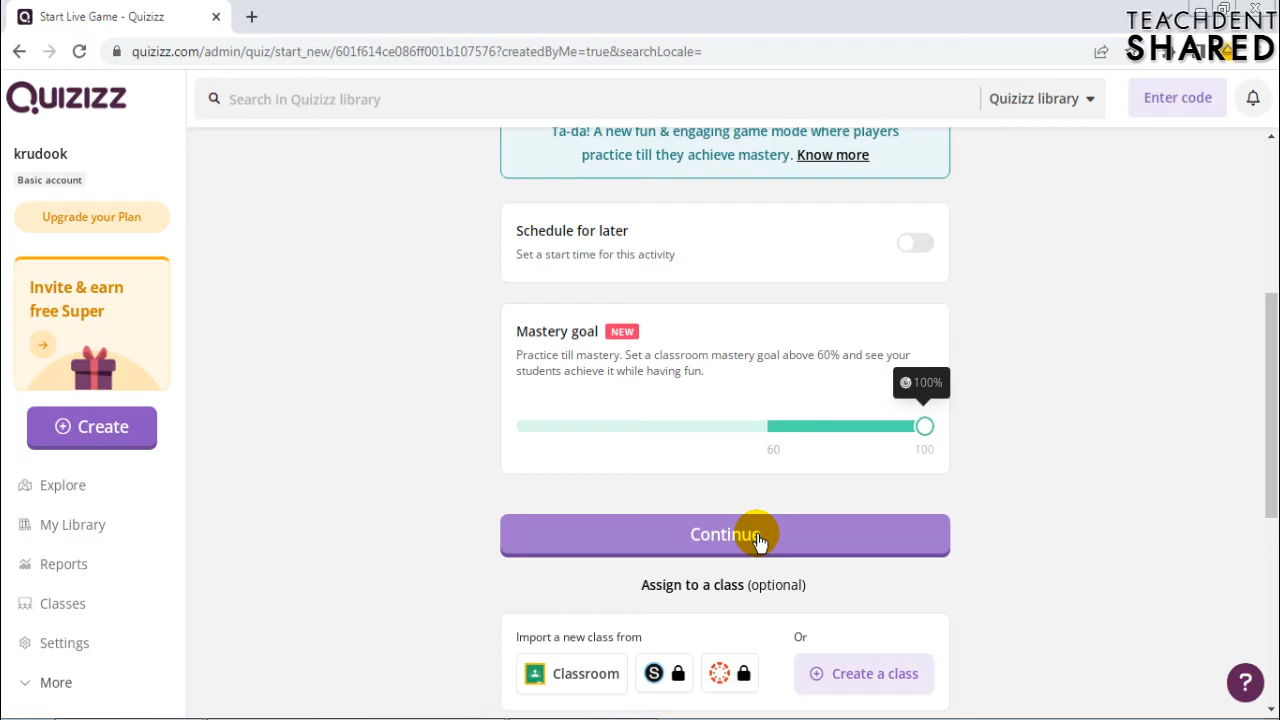 Start Live Game - Quizizz
TEACHDENT
SHARED
quizizz.com/admin/quiz/start_new/601f614ce086ff001b107576?createdByMe=true&searchLocale=
QUIZIZZ
Search in Quizizz library
Quizizz library
Enter code
krudook
Basic account
Upgrade your Plan
Invite & earn
free Super
Create
Explore
My Library
Reports
Classes
Settings
More
Ta-da! A new fun & engaging game mode where players
practice till they achieve mastery. Know more
Schedule for later
Set a start time for this activity
Mastery goal NEW
Practice till mastery. Set a classroom mastery goal above 60% and see your
students achieve it while having fun.
100%
60 100
Continue
Assign to a class (optional)
Import a new class from Or
Classroom S Create a class
?